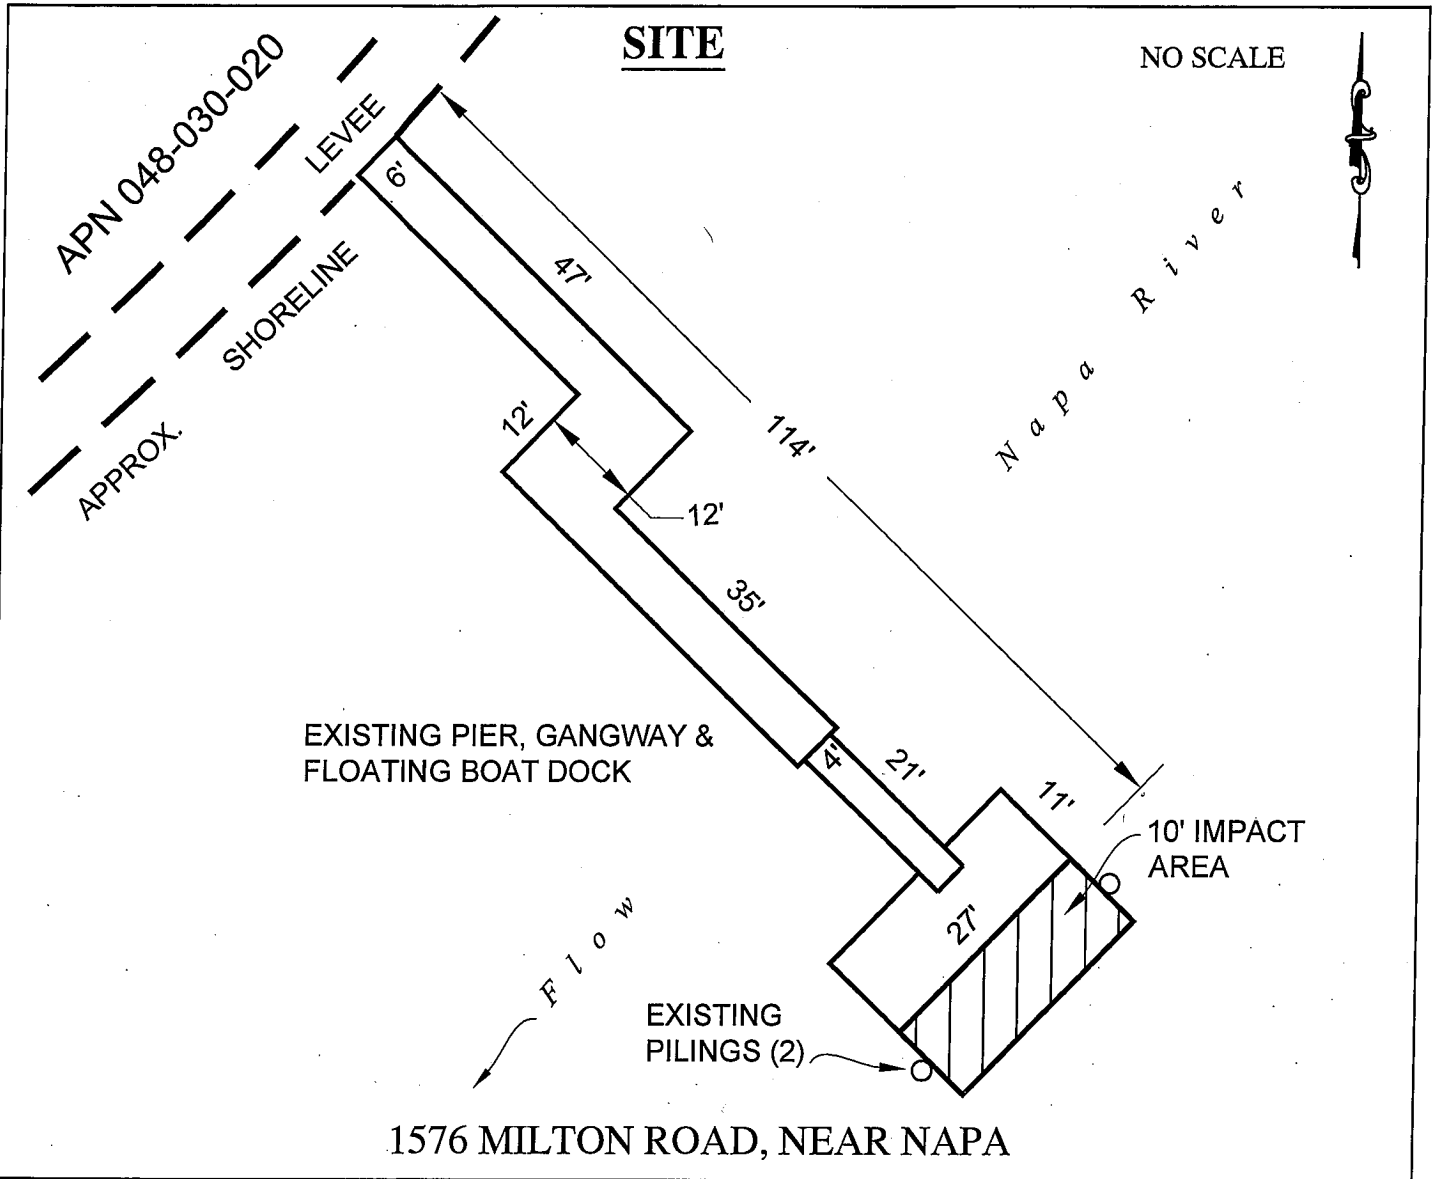 SITE
NO SCALE
APN 048-030-020
LEVEE
6'
47'
SHORELINE
APPROX.
12'
12'
114'
Napa River
35'
EXISTING PIER, GANGWAY &
FLOATING BOAT DOCK
4'
21'
11'
10' IMPACT
AREA
27'
Flow
EXISTING
PILINGS (2)
1576 MILTON ROAD, NEAR NAPA